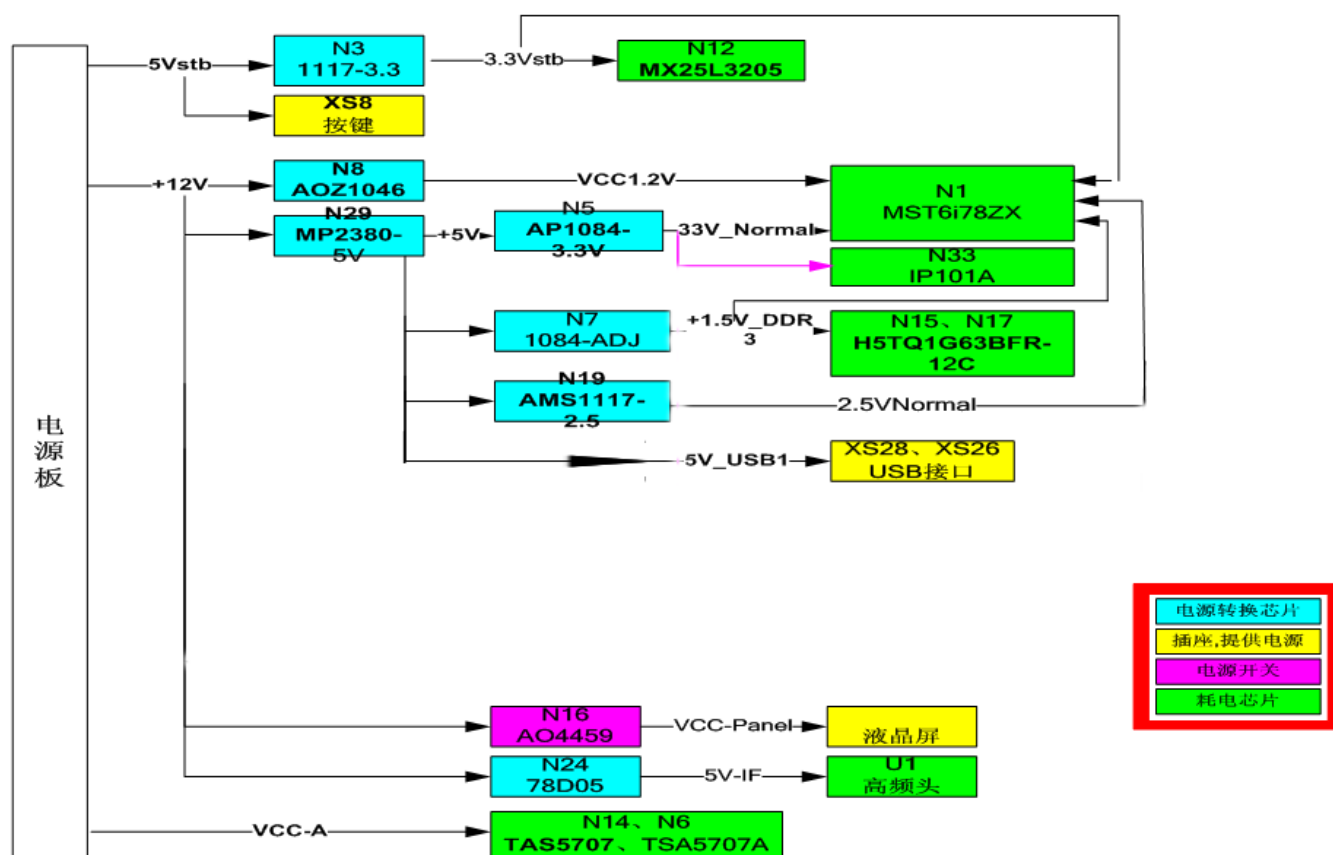 电源板
5Vstb
N3
1117-3.3
3.3Vstb
N12
MX25L3205
XS8
按键
+12V
N8
AOZ1046
VCC1.2V
N1
MST6i78ZX
N29
MP2380-
5V
+5V
N5
AP1084-
3.3V
33V_Normal
N33
IP101A
N7
1084-ADJ
+1.5V_DDR
3
N15、N17
H5TQ1G63BFR-
12C
N19
AMS1117-
2.5
2.5VNormal
5V_USB1
XS28、XS26
USB接口
电源转换芯片
插座,提供电源
电源开关
耗电芯片
N16
AO4459
VCC-Panel
液晶屏
N24
78D05
5V-IF
U1
高频头
VCC-A
N14、N6
TAS5707、TSA5707A